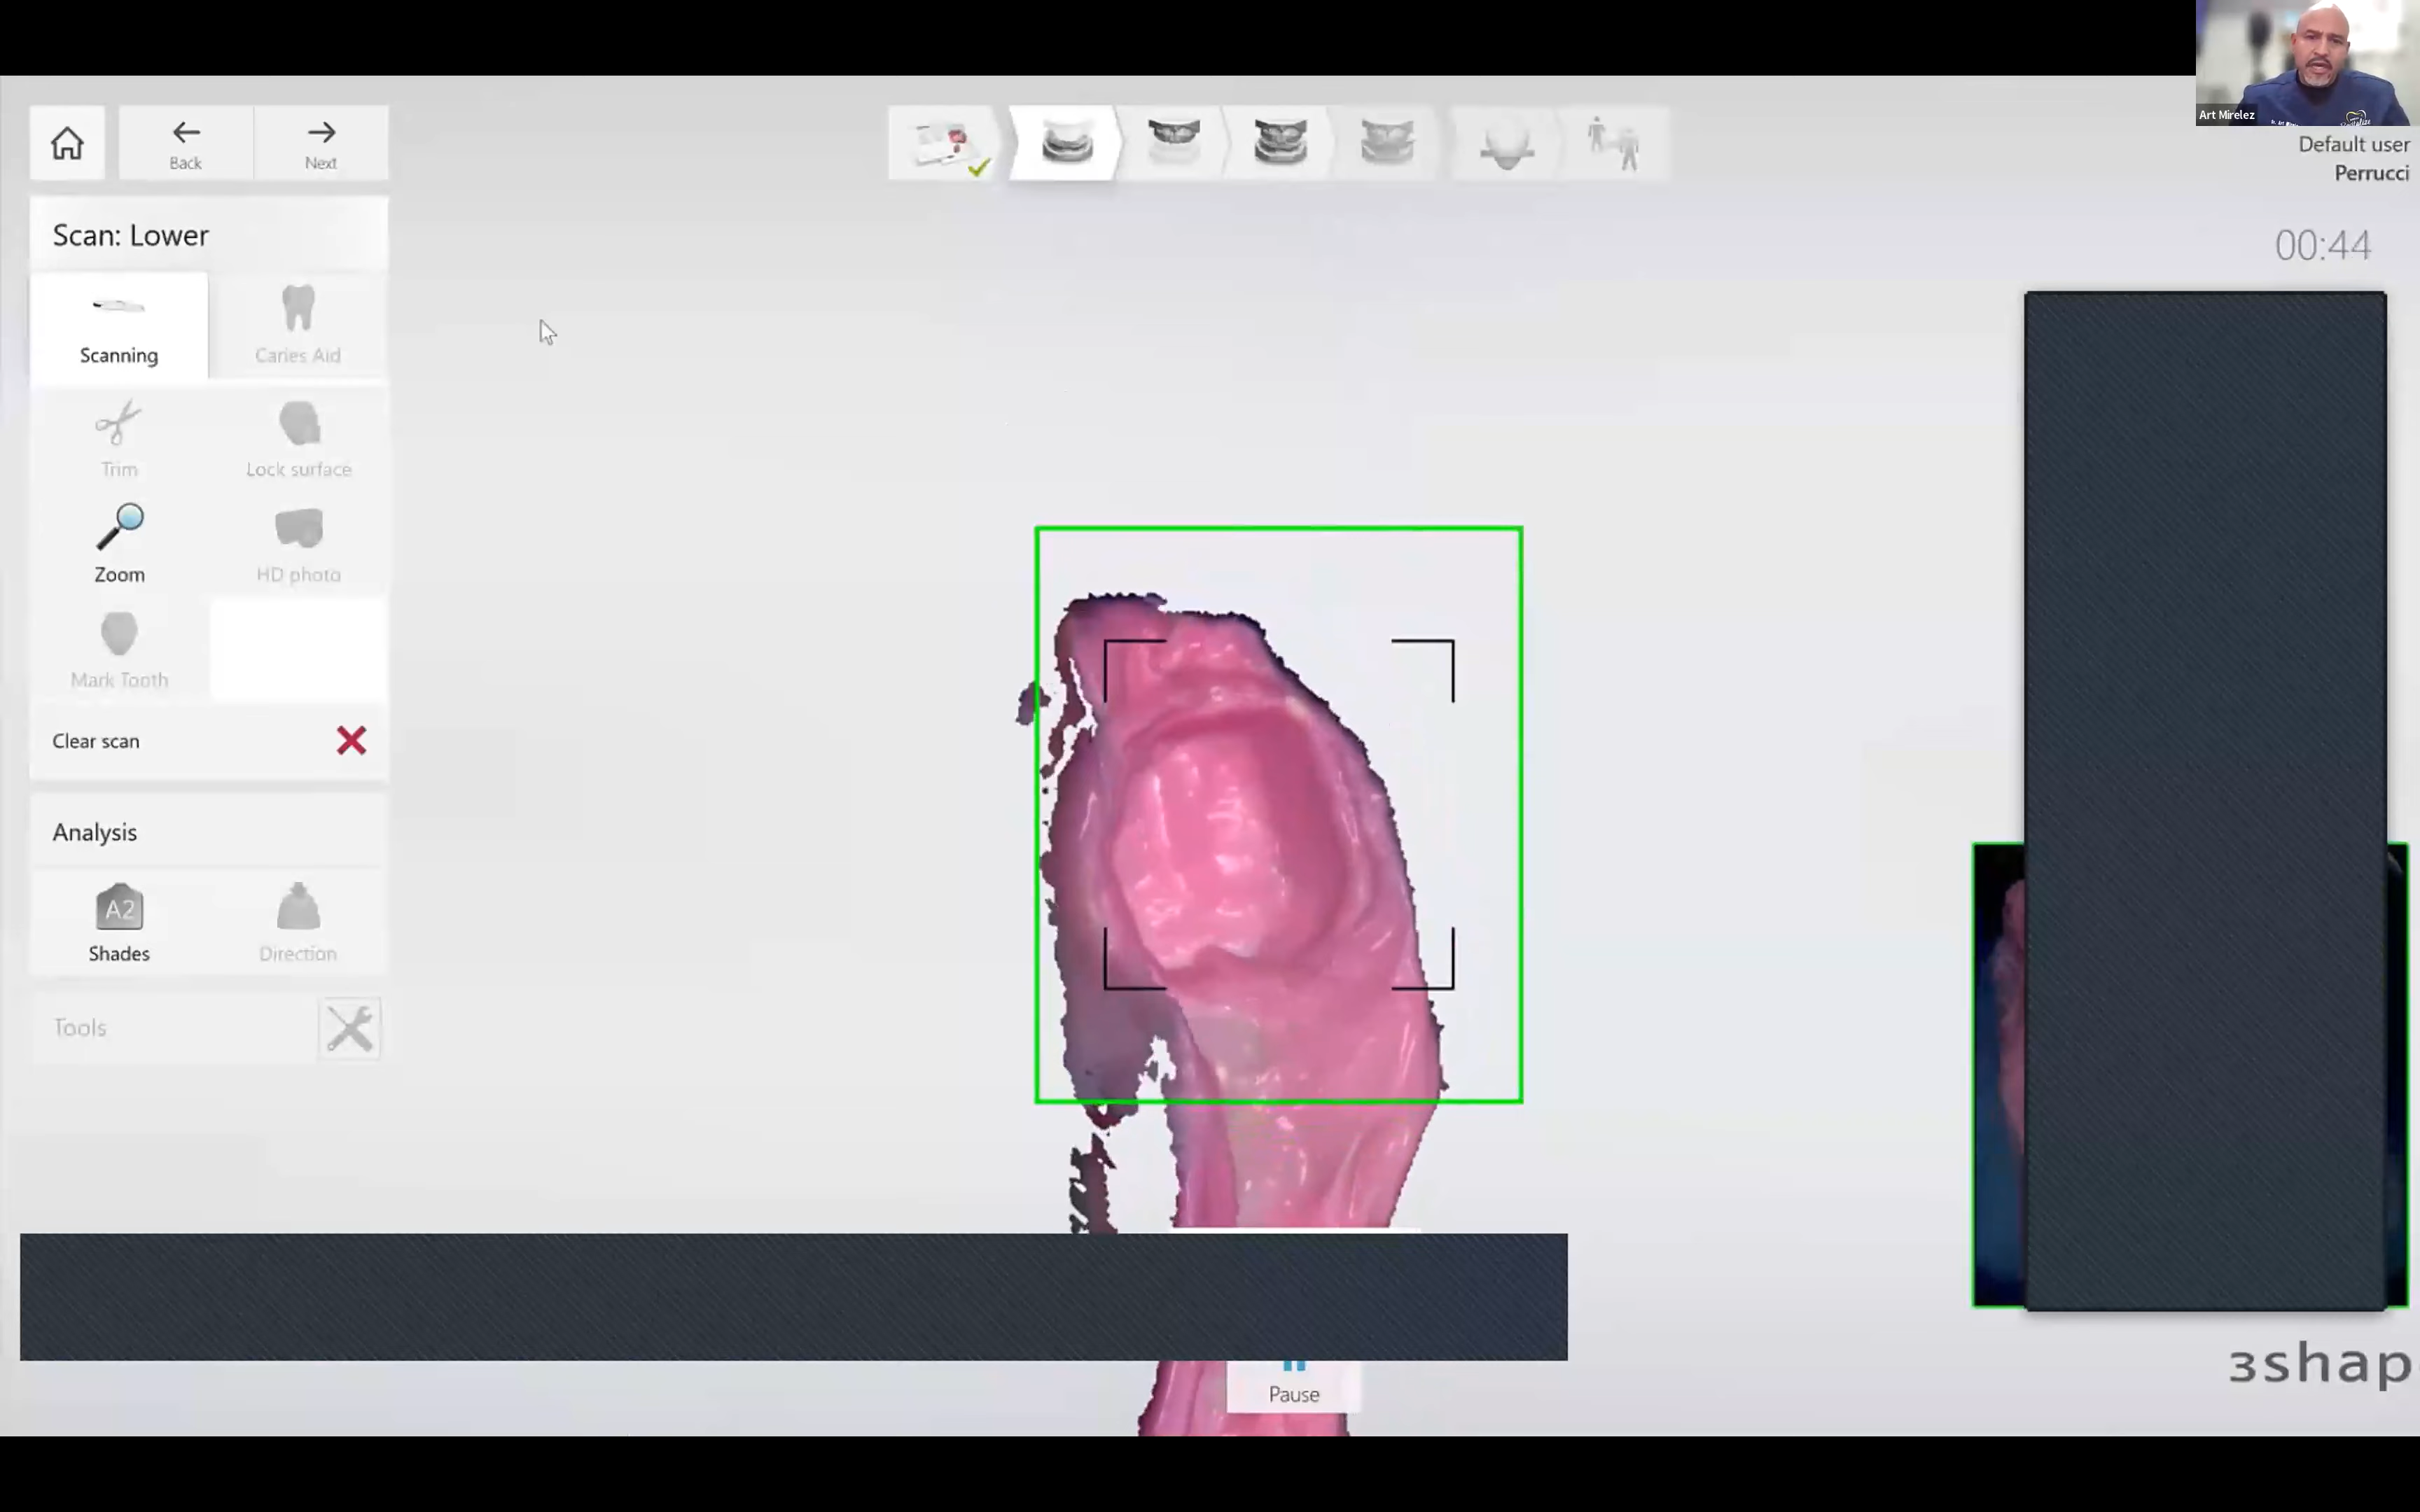 Art Mirelez
Default user
Perrucci
Back
Next
00:44
Scan: Lower
Scanning
Caries Aid
Trim
Lock surface
Zoom
HD photo
Mark Tooth
Clear scan
Analysis
A2
Shades
Direction
Tools
Pause
3shap